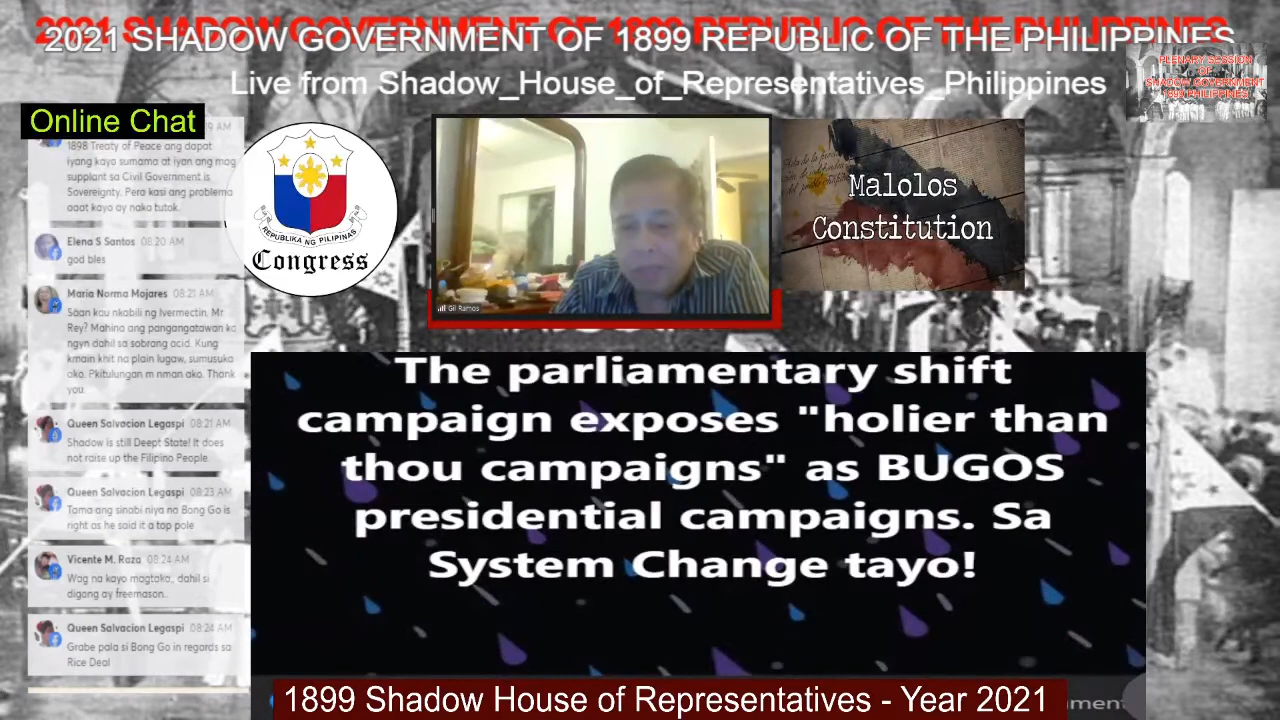 2021 SHADOW GOVERNMENT OF 1899 REPUBLIC OF THE PHILIPPINES
Live from Shadow_House_of_Representatives_Philippines
PLENARY SESSION
OF
SHADOW GOVERNMENT
1899 PHILIPPINES
Online Chat
AM
1898 Treaty of Peace ang dapat
iyang kayo sumama at iyan ang mag
supplant sa Civil Government is
Sovereignty. Pera kasi ang problema
aaat kayo ay naka tutok.
Elena S Santos 08:20 AM
god bles
Maria Norma Mojares 08:21 AM
Saan kau nkabili ng Ivermectin, Mr.
Rey? Mahina ang pangangatawan ko
ngyn dahil sa sobrang acid. Kung
kmain knit na plain lugaw, sumusuka
ako. Pkitulungan m nman ako. Thank
you.
Queen Salvacion Legaspi 08:21 AM
Shadow is still Deept State! It does
not raise up the Filipino People.
Queen Salvacion Legaspi 08:23 AM
Tama ang sinabi niya na Bong Go is
right as he said it a top pole
Vicente M. Raza 08:24 AM
Wag na kayo magtaka, dahil si
digong ay freemason..
Queen Salvacion Legaspi 08:24 AM
Grabe pala si Bong Go in regards sa
Rice Deal
REPUBLIKA NG PILIPINAS
Congress
Gil Ramos
Malolos
Constitution
The parliamentary shift
campaign exposes "holier than
thou campaigns" as BUGOS
presidential campaigns. Sa
System Change tayo!
1899 Shadow House of Representatives - Year 2021